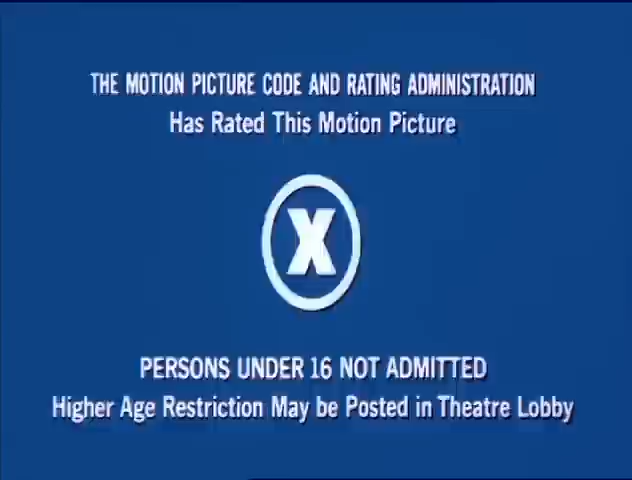 THE MOTION PICTURE CODE AND RATING ADMINISTRATION
Has Rated This Motion Picture
X
PERSONS UNDER 16 NOT ADMITTED
Higher Age Restriction May be Posted in Theatre Lobby